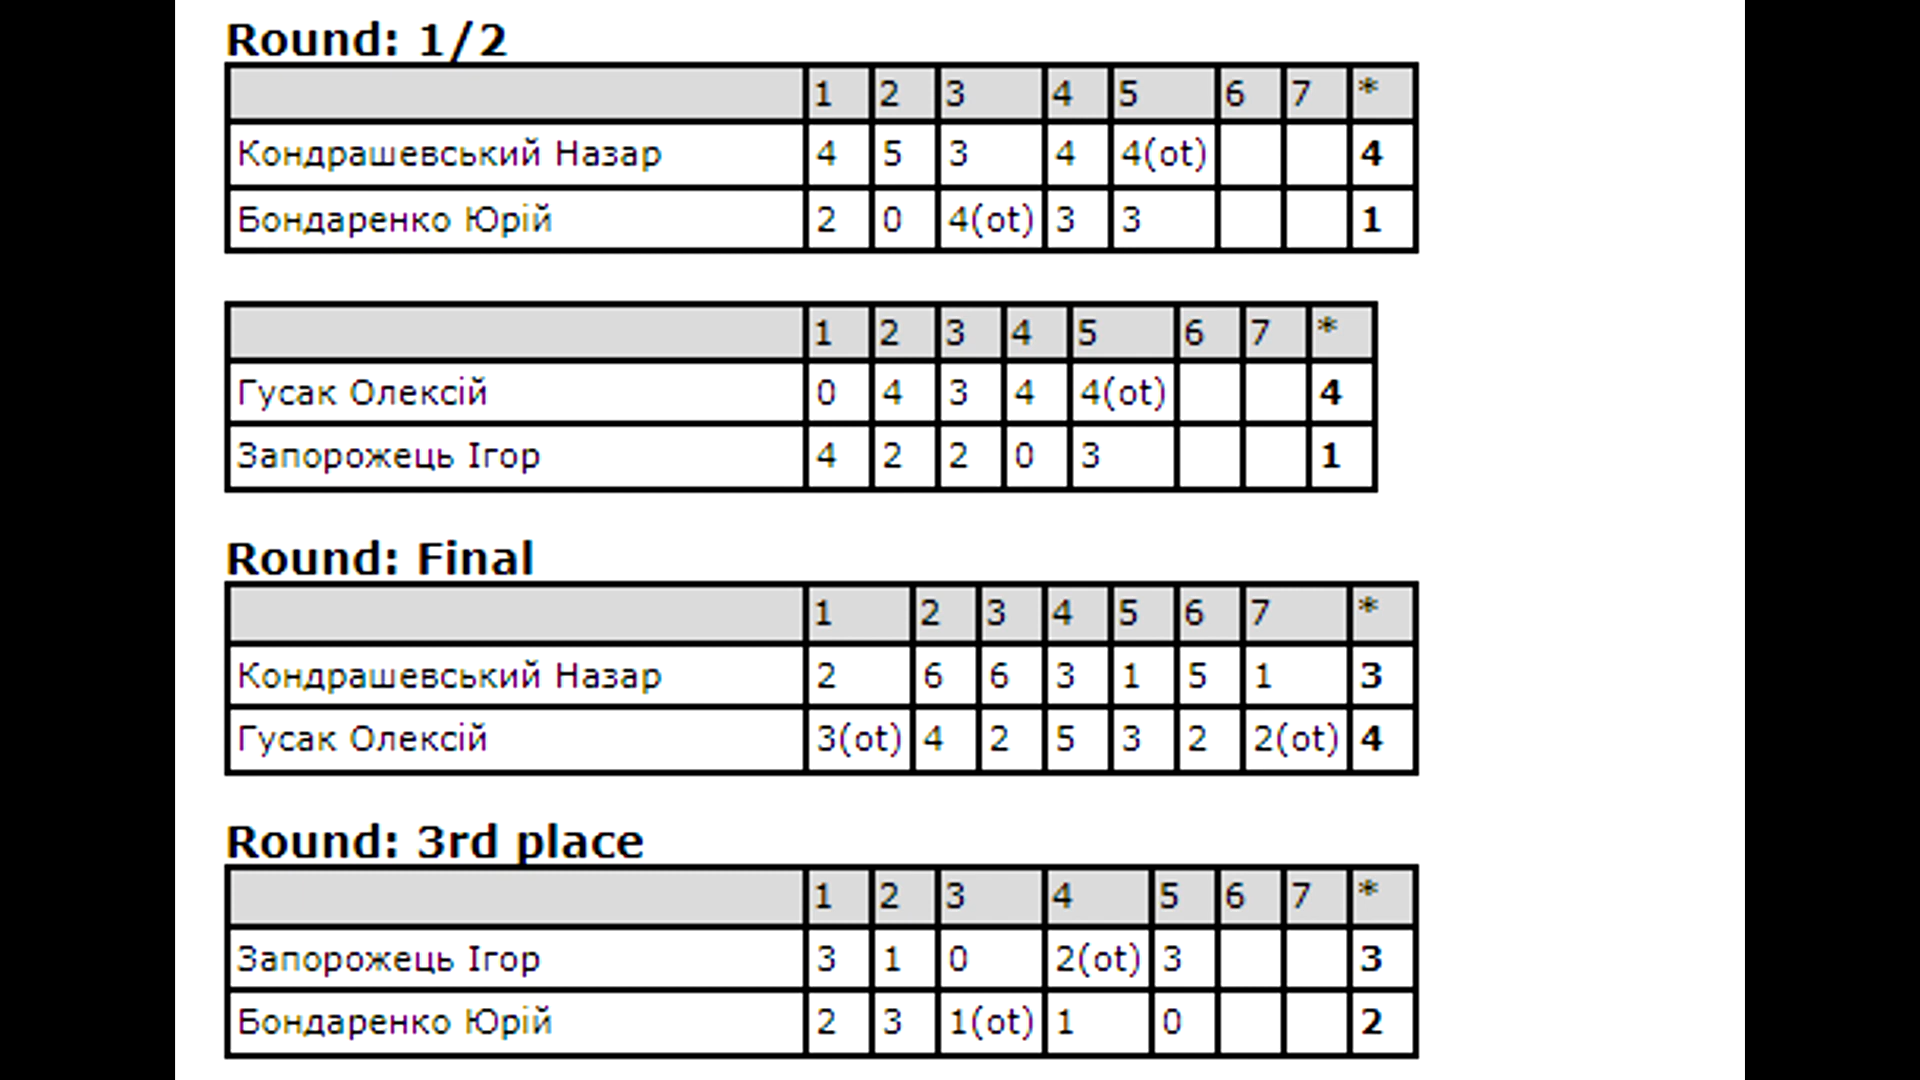 Round: 1/2
1 2 3 4 5 6 7 *
Кондрашевський Назар 4 5 3 4 4(ot) 4
Бондаренко Юрій 2 0 4(ot) 3 3 1
1 2 3 4 5 6 7 *
Гусак Олексій 0 4 3 4 4(ot) 4
Запорожець Ігор 4 2 2 0 3 1
Round: Final
1 2 3 4 5 6 7 *
Кондрашевський Назар 2 6 6 3 1 5 1 3
Гусак Олексій 3(ot) 4 2 5 3 2 2(ot) 4
Round: 3rd place
1 2 3 4 5 6 7 *
Запорожець Ігор 3 1 0 2(ot) 3 3
Бондаренко Юрій 2 3 1(ot) 1 0 2